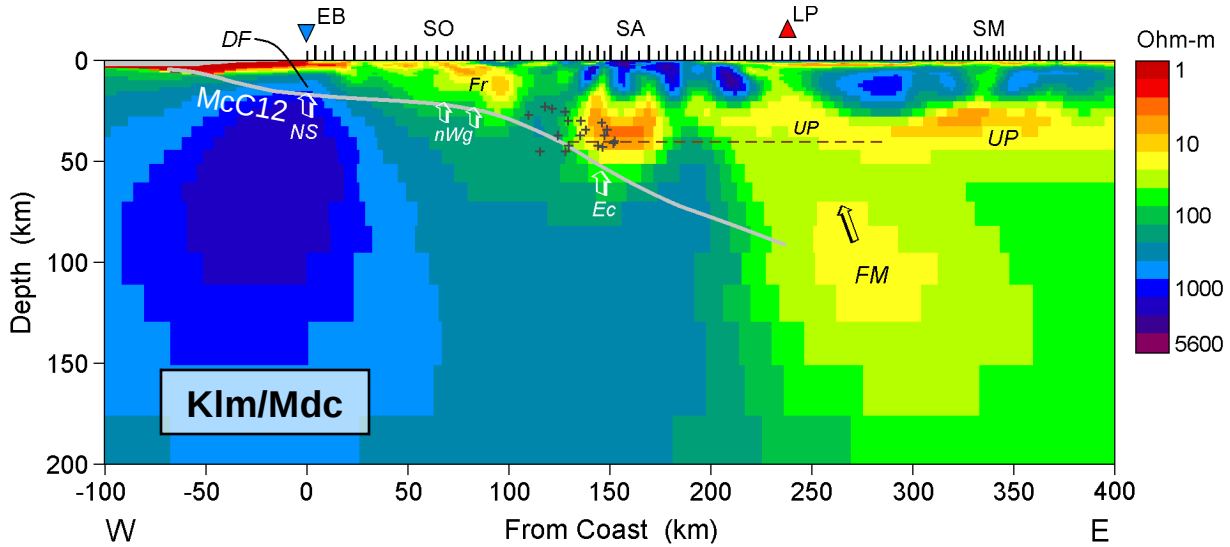 EB SO SA LP SM
DF
Ohm-m
0
50
100
150
200
Depth (km)
McC12
NS
nWg
Fr
Ec
UP
UP
FM
Klm/Mdc
1
10
100
1000
5600
-100 -50 0 50 100 150 200 250 300 350 400
W From Coast (km) E